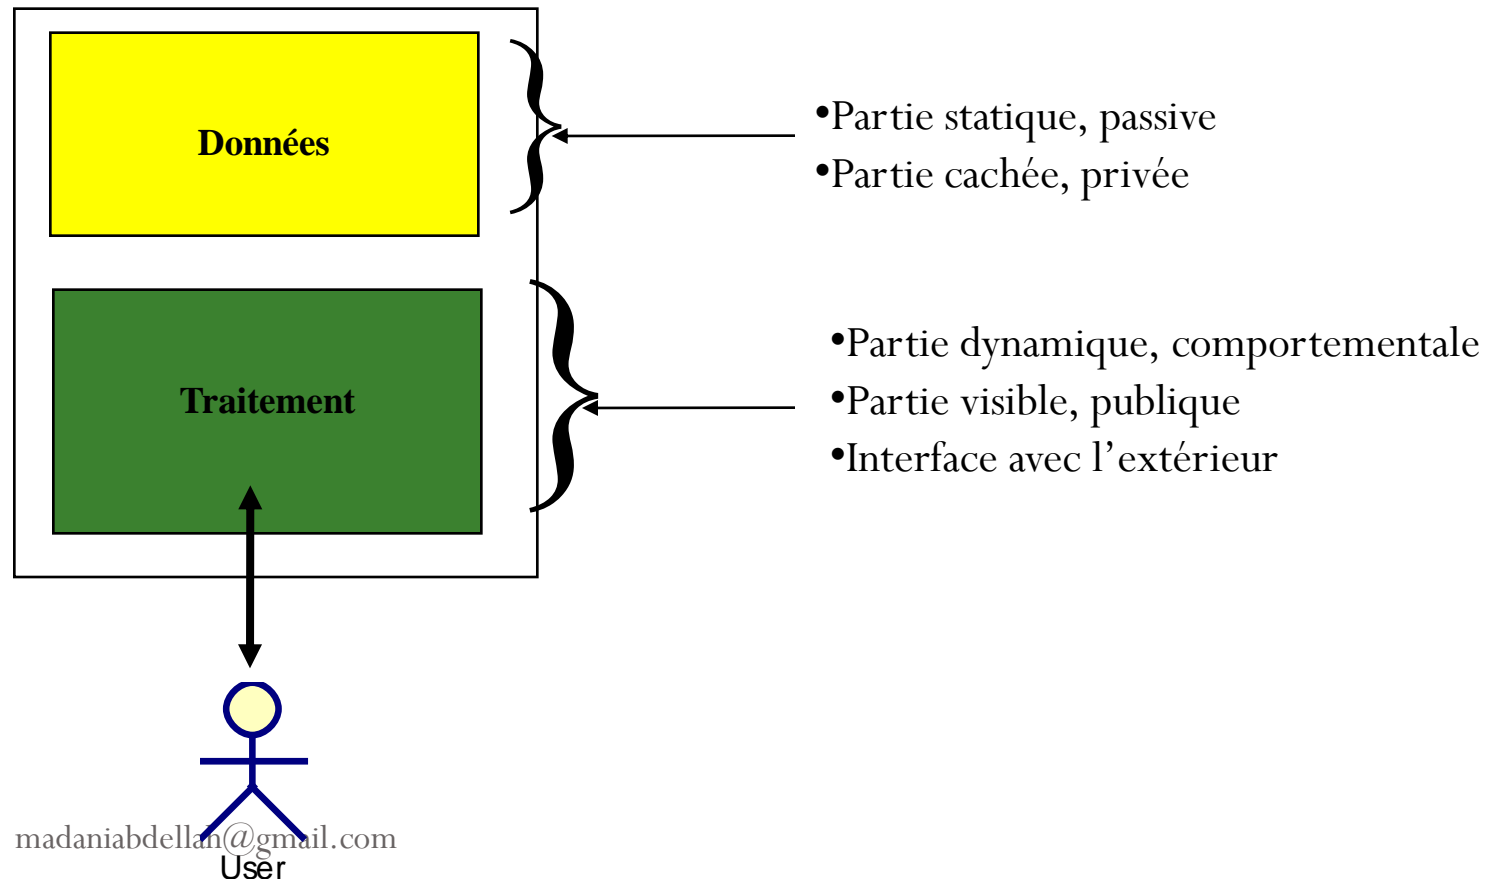 Données
•Partie statique, passive
•Partie cachée, privée
Traitement
•Partie dynamique, comportementale
•Partie visible, publique
•Interface avec l’extérieur
madaniabdellah@gmail.com
User